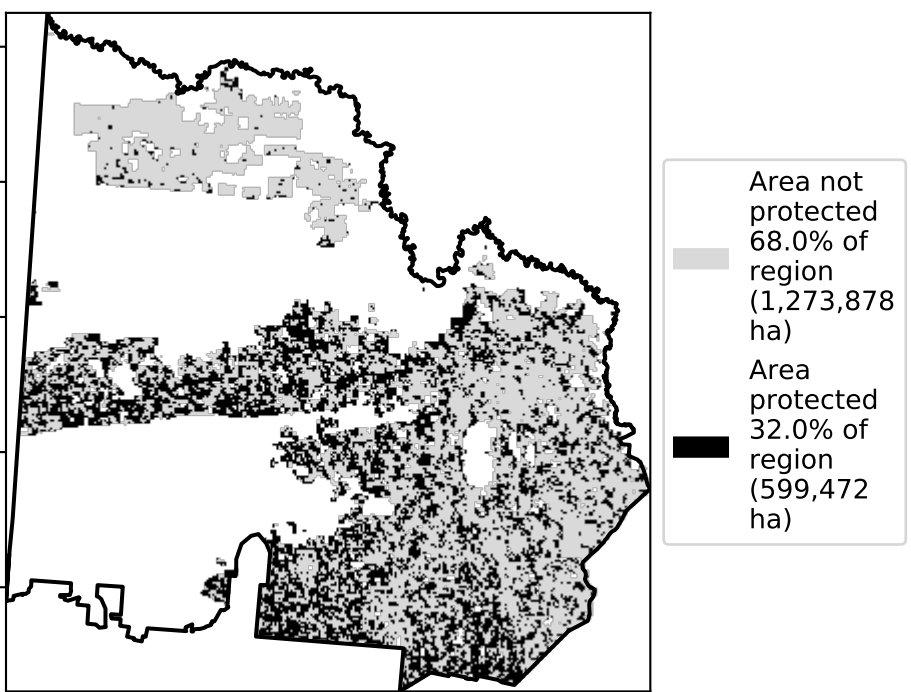 Area not
protected
68.0% of
region
(1,273,878
ha)
Area
protected
32.0% of
region
(599,472
ha)